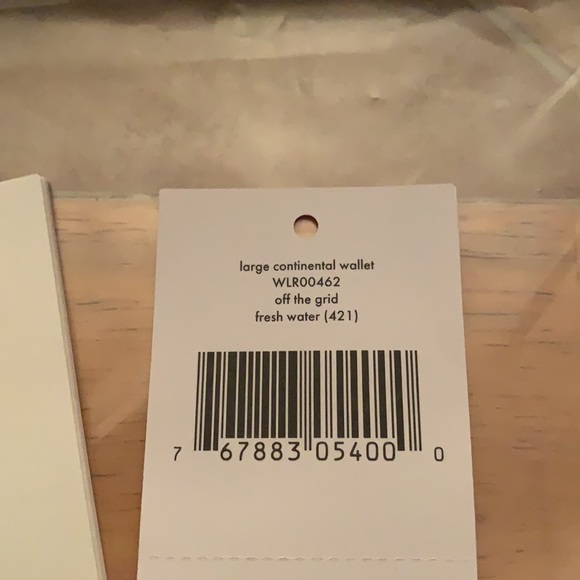 large continental wallet
WLR00462
off the grid
fresh water (421)
7 67883 05400 0